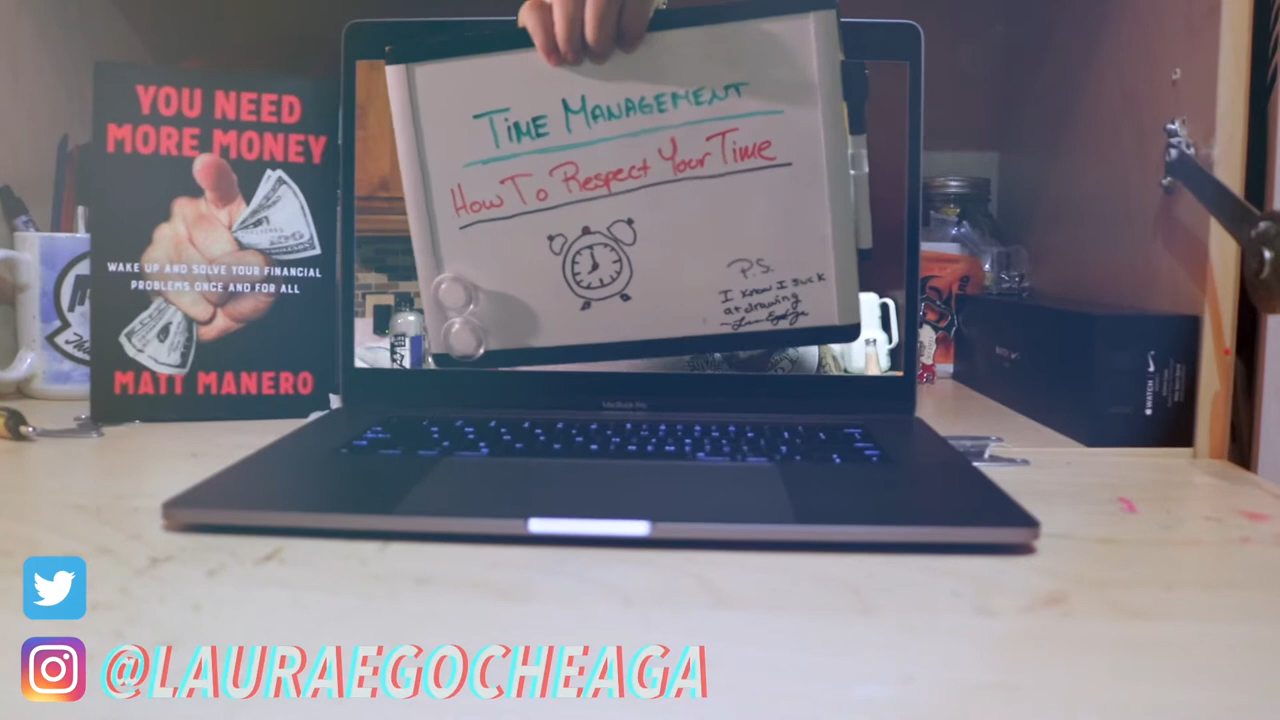 YOU NEED
MORE MONEY
WAKE UP AND SOLVE YOUR FINANCIAL
PROBLEMS ONCE AND FOR ALL
MATT MANERO
TIME MANAGEMENT
HOW TO Respect Your Time
P.S.
I know I suck
at drawing
MacBook Pro
WATCH
@LAURAEGOCHEAGA